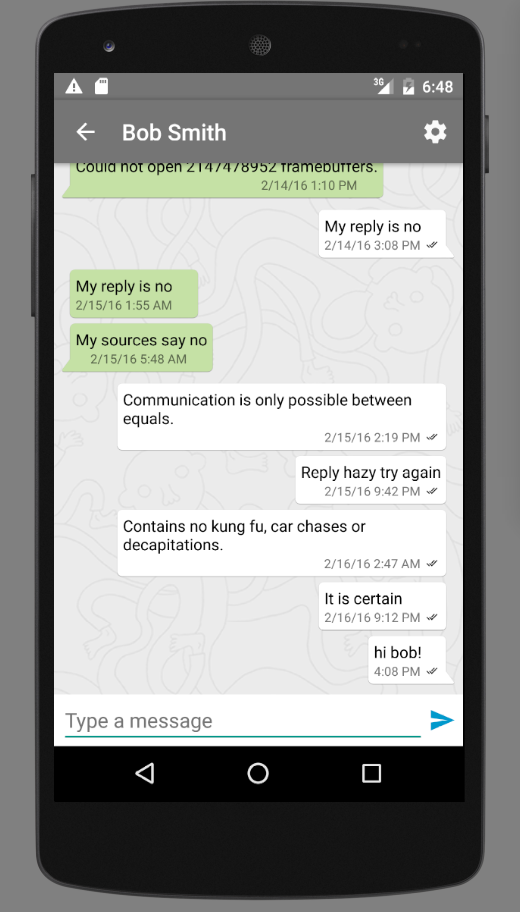 3G 6:48
Bob Smith
Could not open 2147478952 framebuffers.
2/14/16 1:10 PM
My reply is no
2/14/16 3:08 PM
My reply is no
2/15/16 1:55 AM
My sources say no
2/15/16 5:48 AM
Communication is only possible between
equals.
2/15/16 2:19 PM
Reply hazy try again
2/15/16 9:42 PM
Contains no kung fu, car chases or
decapitations.
2/16/16 2:47 AM
It is certain
2/16/16 9:12 PM
hi bob!
4:08 PM
Type a message